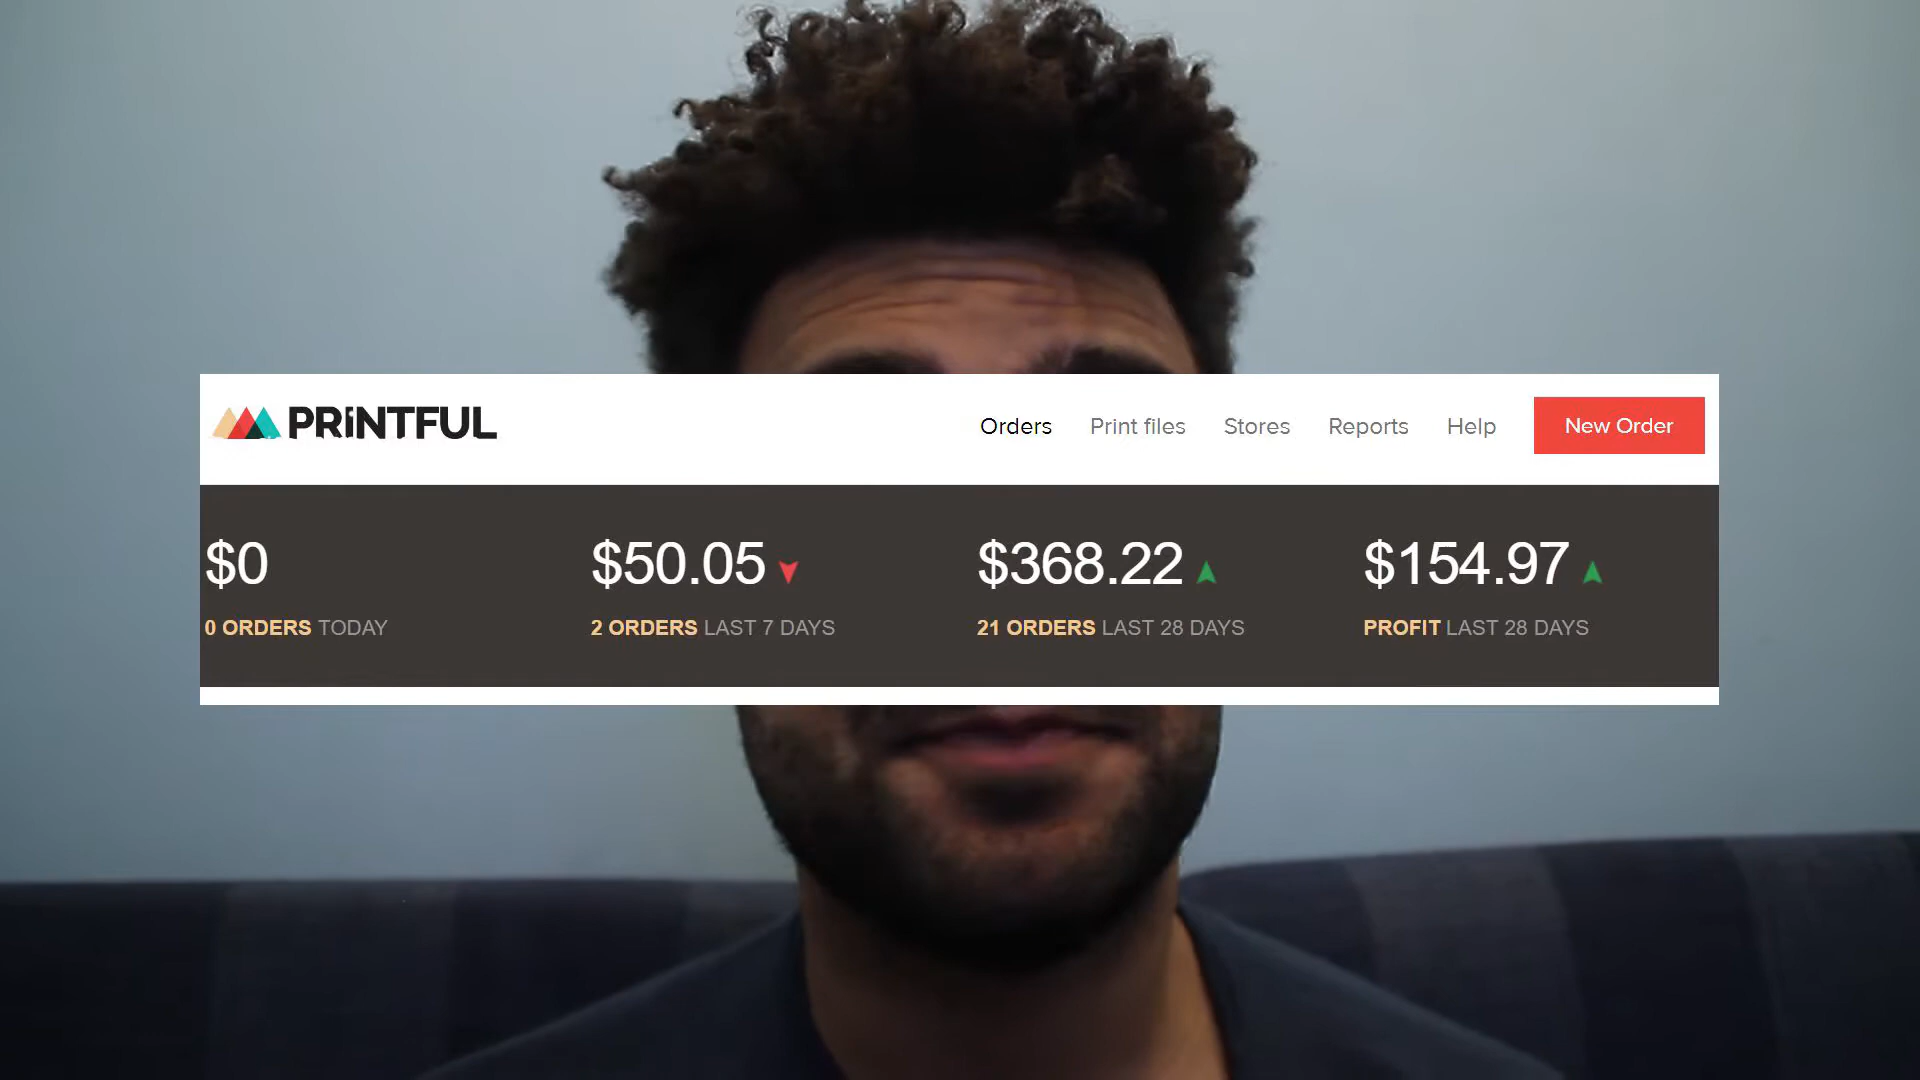 PRINTFUL
Orders Print files Stores Reports Help New Order
$0 $50.05 $368.22 $154.97
0 ORDERS TODAY 2 ORDERS LAST 7 DAYS 21 ORDERS LAST 28 DAYS PROFIT LAST 28 DAYS